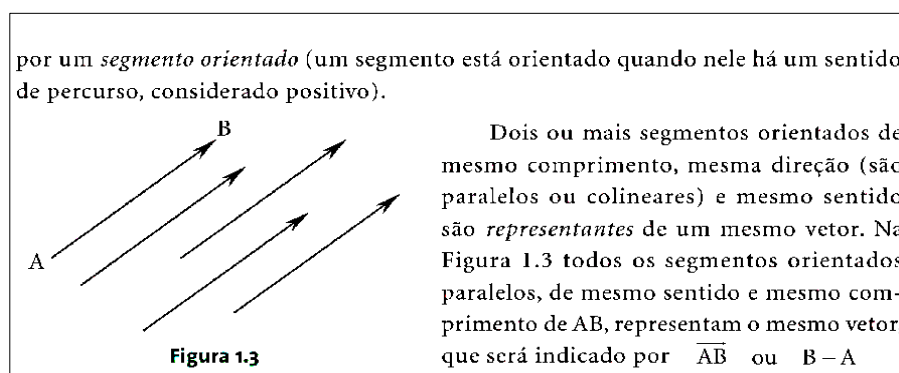 por um segmento orientado (um segmento está orientado quando nele há um sentido
de percurso, considerado positivo).
B
A
Figura 1.3
Dois ou mais segmentos orientados de
mesmo comprimento, mesma direção (são
paralelos ou colineares) e mesmo sentido
são representantes de um mesmo vetor. Na
Figura 1.3 todos os segmentos orientados
paralelos, de mesmo sentido e mesmo com-
primento de AB, representam o mesmo vetor,
que será indicado por AB ou B – A